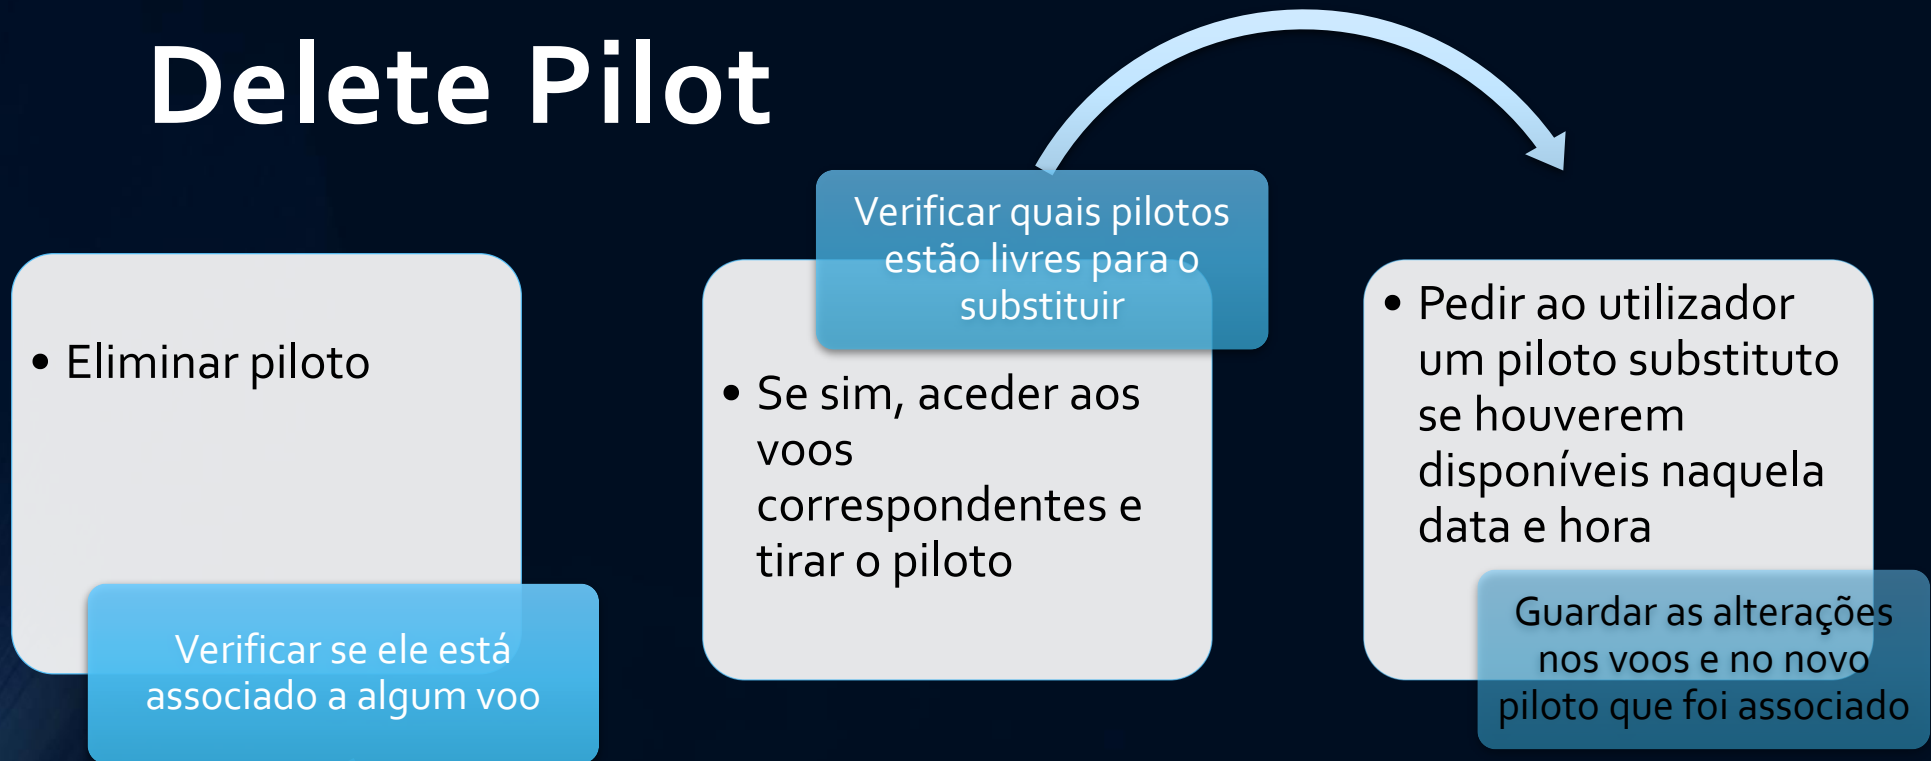 Delete Pilot
• Eliminar piloto
Verificar se ele está
associado a algum voo
Verificar quais pilotos
estão livres para o
substituir
• Se sim, aceder aos
voos
correspondentes e
tirar o piloto
• Pedir ao utilizador
um piloto substituto
se houverem
disponíveis naquela
data e hora
Guardar as alterações
nos voos e no novo
piloto que foi associado